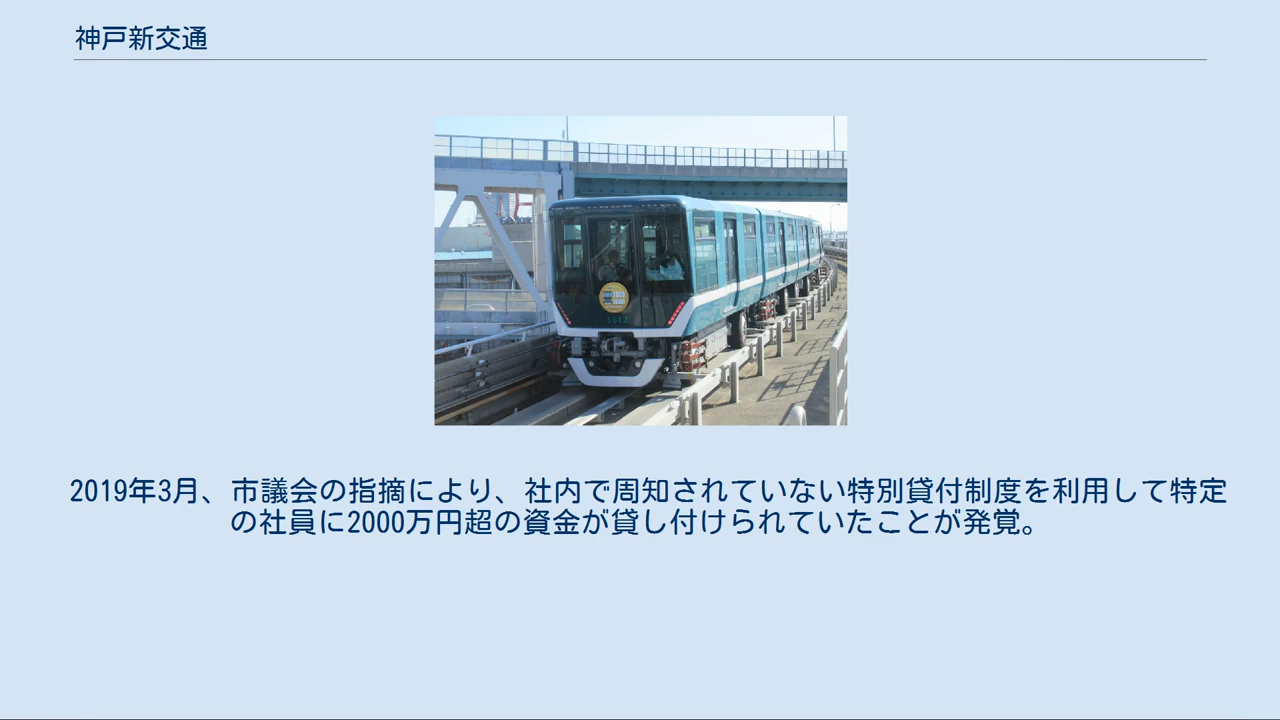 神戸新交通
2019年3月、市議会の指摘により、社内で周知されていない特別貸付制度を利用して特定
の社員に2000万円超の資金が貸し付けられていたことが発覚。